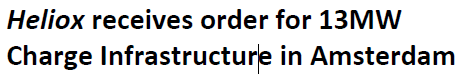 Heliox receives order for 13MW
Charge Infrastructure in Amsterdam